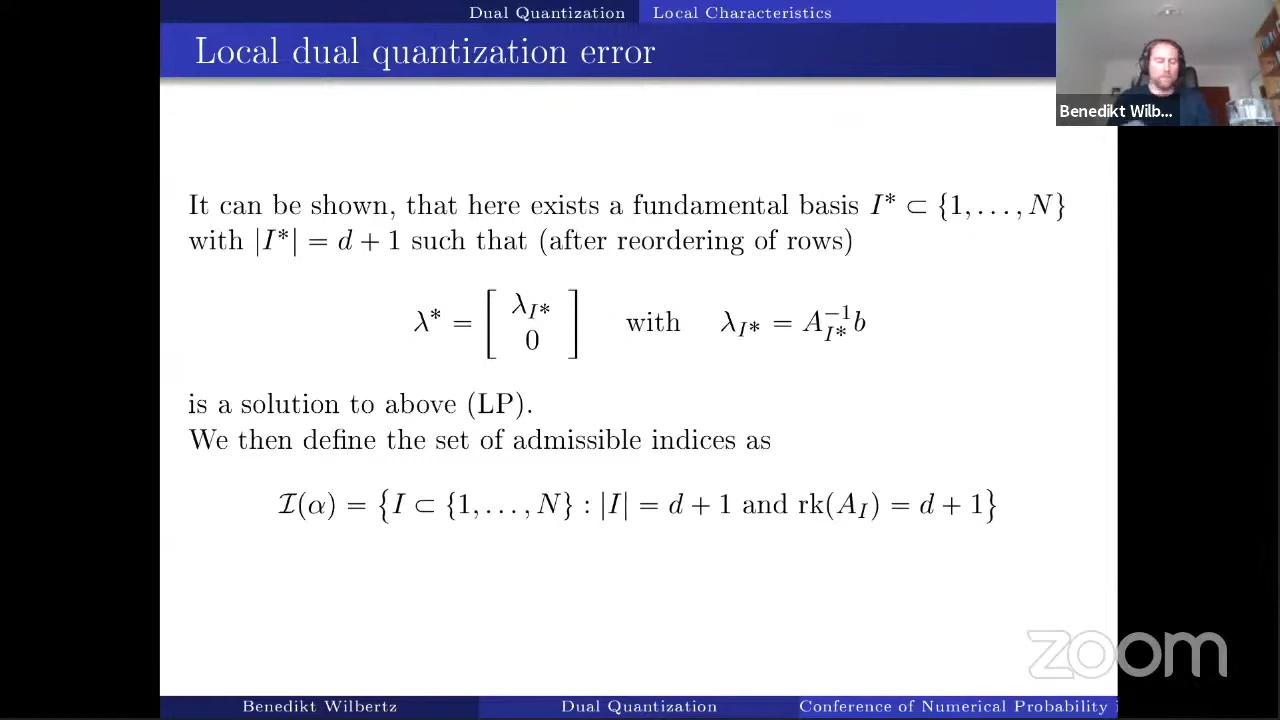 Dual Quantization Local Characteristics
Local dual quantization error
Benedikt Wilb...
It can be shown, that here exists a fundamental basis I* ⊂ {1, . . . , N}
with |I*| = d + 1 such that (after reordering of rows)
λ* = [ λ_{I*} 0 ] with λ_{I*} = A_{I*}^{-1} b
is a solution to above (LP).
We then define the set of admissible indices as
𝓘(α) = {I ⊂ {1, . . . , N} : |I| = d + 1 and rk(A_I) = d + 1}
zoom
Benedikt Wilbertz Dual Quantization Conference of Numerical Probability